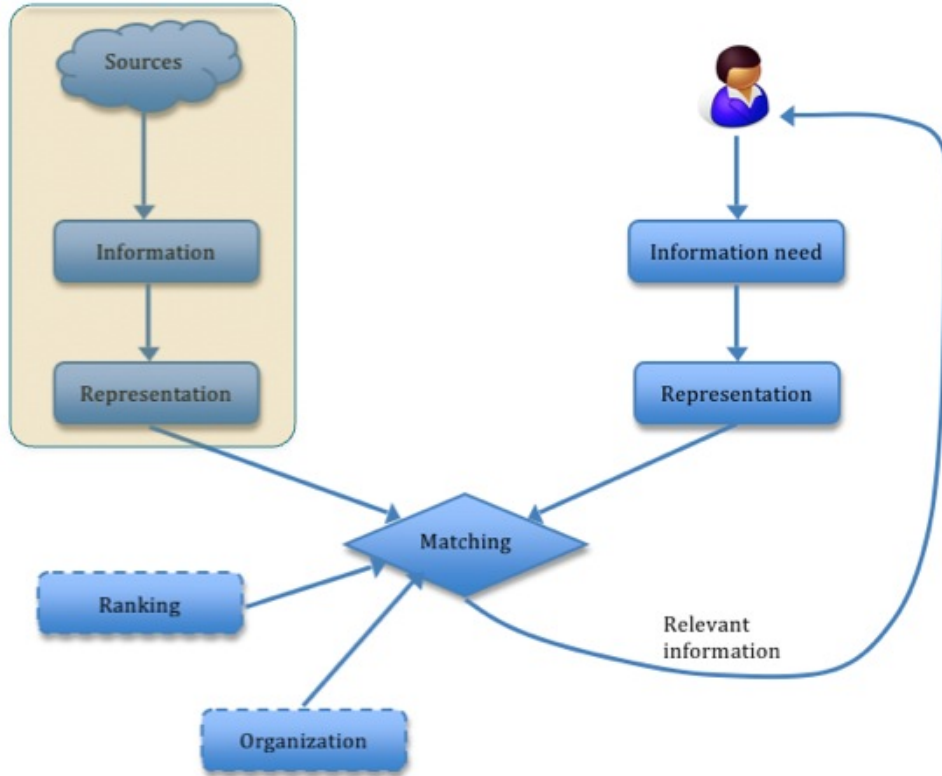 Sources
Information
Information need
Representation
Representation
Matching
Ranking
Relevant
information
Organization